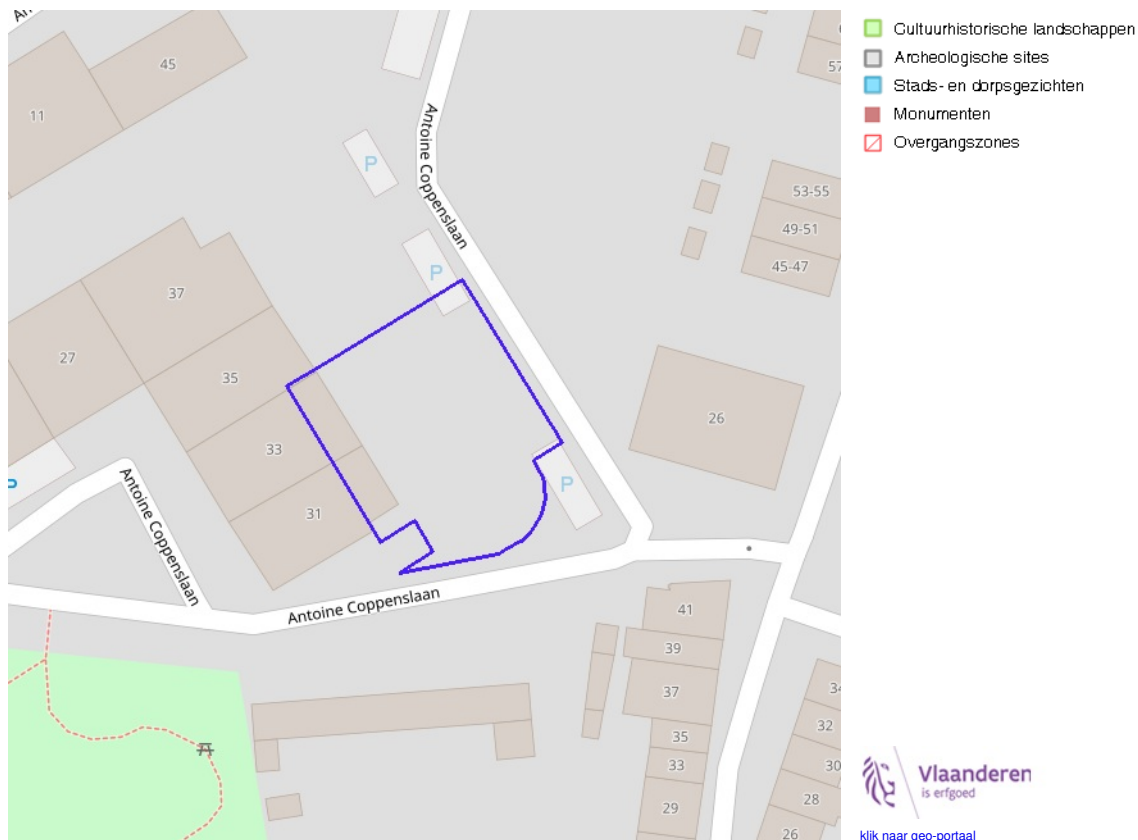 An
45
11
Antoine Coppenslaan
P
P
57
53-55
49-51
45-47
37
35
27
33
31
26
P
P
Antoine Coppenslaan
Antoine Coppenslaan
41
39
37
35
33
29
34
32
30
28
26
Cultuurhistorische landschappen
Archeologische sites
Stads- en dorpsgezichten
Monumenten
Overgangszones
Vlaanderen
is erfgoed
klik naar geo-portaal